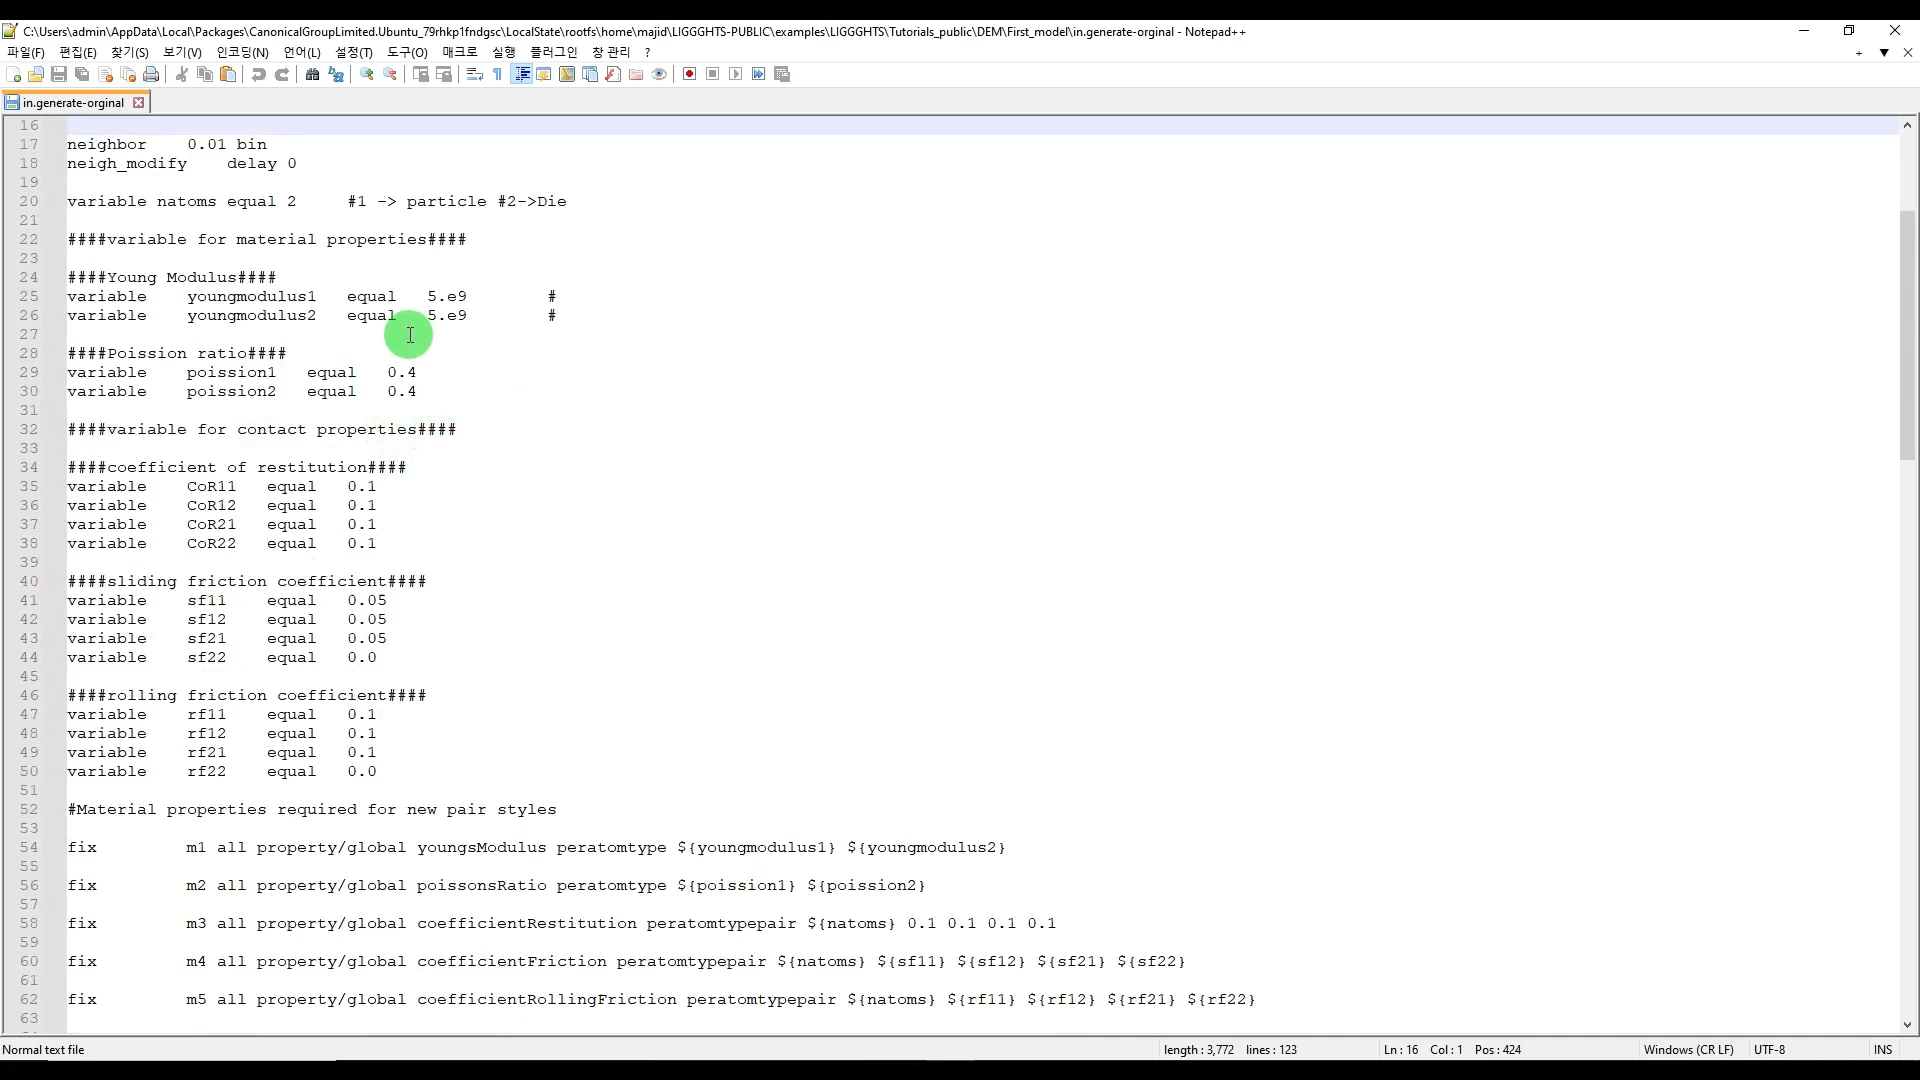 C:\Users\admin\AppData\Local\Packages\CanonicalGroupLimited.Ubuntu_79rhkp1fndgsc\LocalState\rootfs\home\majid\LIGGGHTS-PUBLIC\examples\LIGGGHTS\Tutorials_public\DEM\First_model\in.generate-orginal - Notepad++
파일(F) 편집(E) 찾기(S) 보기(V) 인코딩(N) 언어(L) 설정(T) 도구(O) 매크로 실행 플러그인 창 관리 ?
in.generate-orginal
16
17 neighbor 0.01 bin
18 neigh_modify delay 0
19
20 variable natoms equal 2 #1 -> particle #2->Die
21
22 ####variable for material properties####
23
24 ####Young Modulus####
25 variable youngmodulus1 equal 5.e9 #
26 variable youngmodulus2 equal 5.e9 #
27
28 ####Poission ratio####
29 variable poission1 equal 0.4
30 variable poission2 equal 0.4
31
32 ####variable for contact properties####
33
34 ####coefficient of restitution####
35 variable CoR11 equal 0.1
36 variable CoR12 equal 0.1
37 variable CoR21 equal 0.1
38 variable CoR22 equal 0.1
39
40 ####sliding friction coefficient####
41 variable sf11 equal 0.05
42 variable sf12 equal 0.05
43 variable sf21 equal 0.05
44 variable sf22 equal 0.0
45
46 ####rolling friction coefficient####
47 variable rf11 equal 0.1
48 variable rf12 equal 0.1
49 variable rf21 equal 0.1
50 variable rf22 equal 0.0
51
52 #Material properties required for new pair styles
53
54 fix m1 all property/global youngsModulus peratomtype ${youngmodulus1} ${youngmodulus2}
55
56 fix m2 all property/global poissonsRatio peratomtype ${poission1} ${poission2}
57
58 fix m3 all property/global coefficientRestitution peratomtypepair ${natoms} 0.1 0.1 0.1 0.1
59
60 fix m4 all property/global coefficientFriction peratomtypepair ${natoms} ${sf11} ${sf12} ${sf21} ${sf22}
61
62 fix m5 all property/global coefficientRollingFriction peratomtypepair ${natoms} ${rf11} ${rf12} ${rf21} ${rf22}
63
Normal text file length : 3,772 lines : 123 Ln : 16 Col : 1 Pos : 424 Windows (CR LF) UTF-8 INS